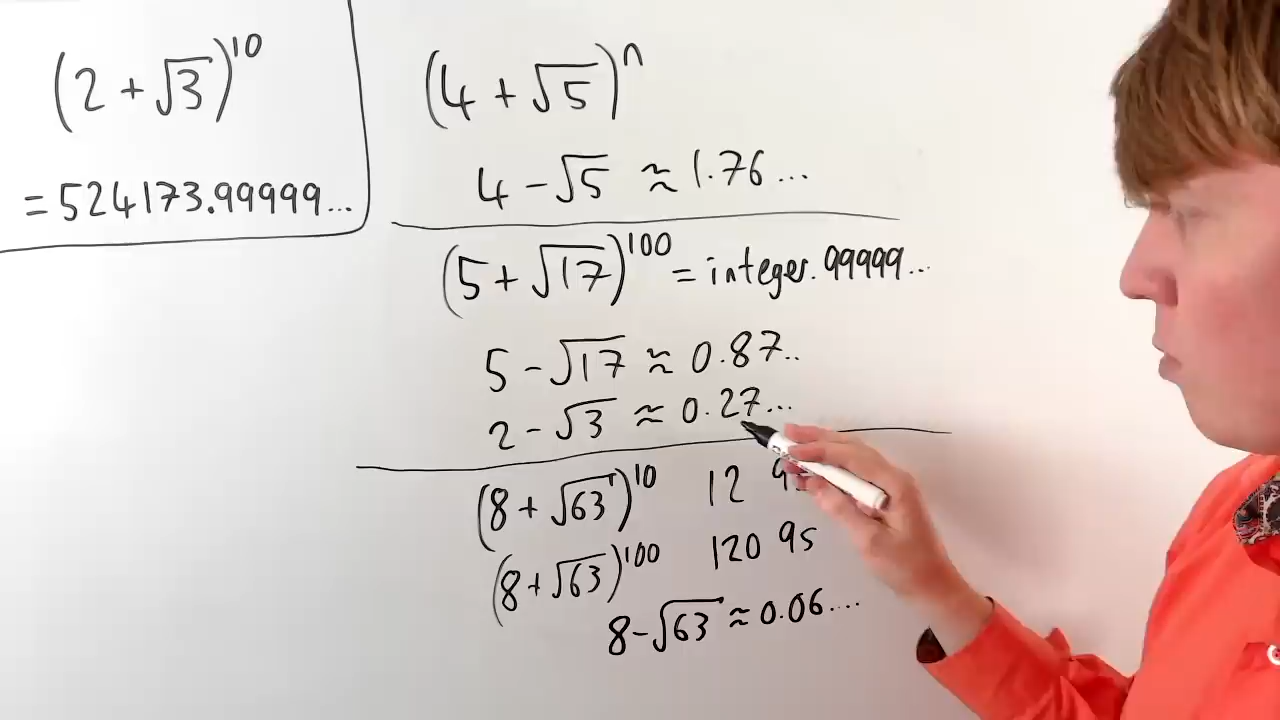 (2 + √3)^10
= 524173.99999...
(4 + √5)^n
4 - √5 ≈ 1.76...
(5 + √17)^100 = integer.99999...
5 - √17 ≈ 0.87..
2 - √3 ≈ 0.27...
(8 + √63)^10 12
(8 + √63)^100 120 9s
8 - √63 ≈ 0.06....